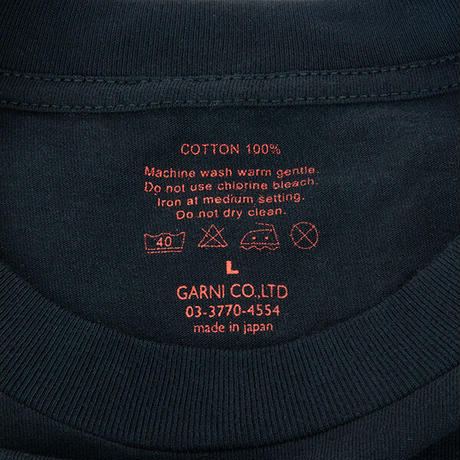 COTTON 100%
Machine wash warm gentle.
Do not use chlorine bleach.
Iron at medium setting.
Do not dry clean.
40
L
GARNI CO.,LTD
03-3770-4554
made in japan